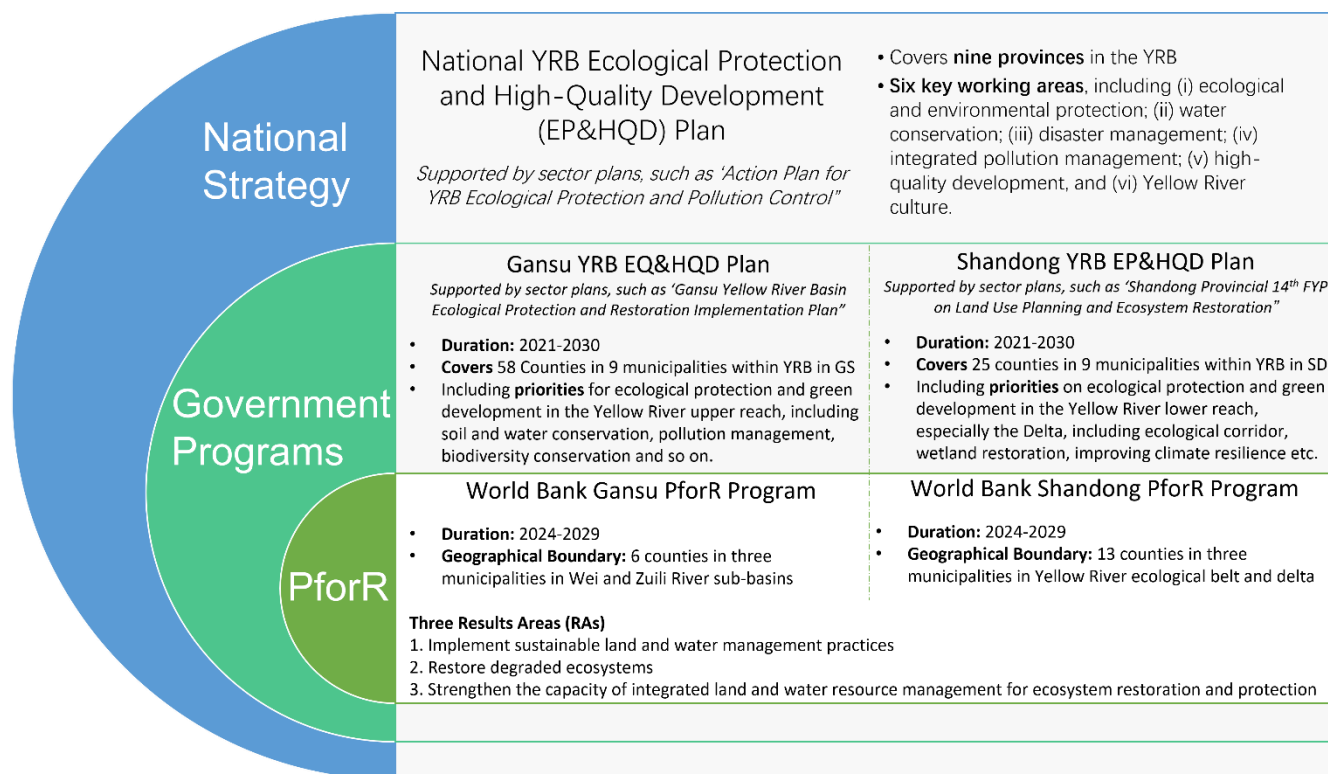 National
Strategy
National YRB Ecological Protection
and High-Quality Development
(EP&HQD) Plan
Supported by sector plans, such as ‘Action Plan for
YRB Ecological Protection and Pollution Control”
• Covers nine provinces in the YRB
• Six key working areas, including (i) ecological
and environmental protection; (ii) water
conservation; (iii) disaster management; (iv)
integrated pollution management; (v) high-
quality development, and (vi) Yellow River
culture.
Government
Programs
Gansu YRB EQ&HQD Plan
Supported by sector plans, such as ‘Gansu Yellow River Basin
Ecological Protection and Restoration Implementation Plan”
• Duration: 2021-2030
• Covers 58 Counties in 9 municipalities within YRB in GS
• Including priorities for ecological protection and green
development in the Yellow River upper reach, including
soil and water conservation, pollution management,
biodiversity conservation and so on.
Shandong YRB EP&HQD Plan
Supported by sector plans, such as ‘Shandong Provincial 14th FYP
on Land Use Planning and Ecosystem Restoration”
• Duration: 2021-2030
• Covers 25 counties in 9 municipalities within YRB in SD
• Including priorities on ecological protection and green
development in the Yellow River lower reach,
especially the Delta, including ecological corridor,
wetland restoration, improving climate resilience etc.
PforR
World Bank Gansu PforR Program
• Duration: 2024-2029
• Geographical Boundary: 6 counties in three
municipalities in Wei and Zuili River sub-basins
World Bank Shandong PforR Program
• Duration: 2024-2029
• Geographical Boundary: 13 counties in three
municipalities in Yellow River ecological belt and delta
Three Results Areas (RAs)
1. Implement sustainable land and water management practices
2. Restore degraded ecosystems
3. Strengthen the capacity of integrated land and water resource management for ecosystem restoration and protection